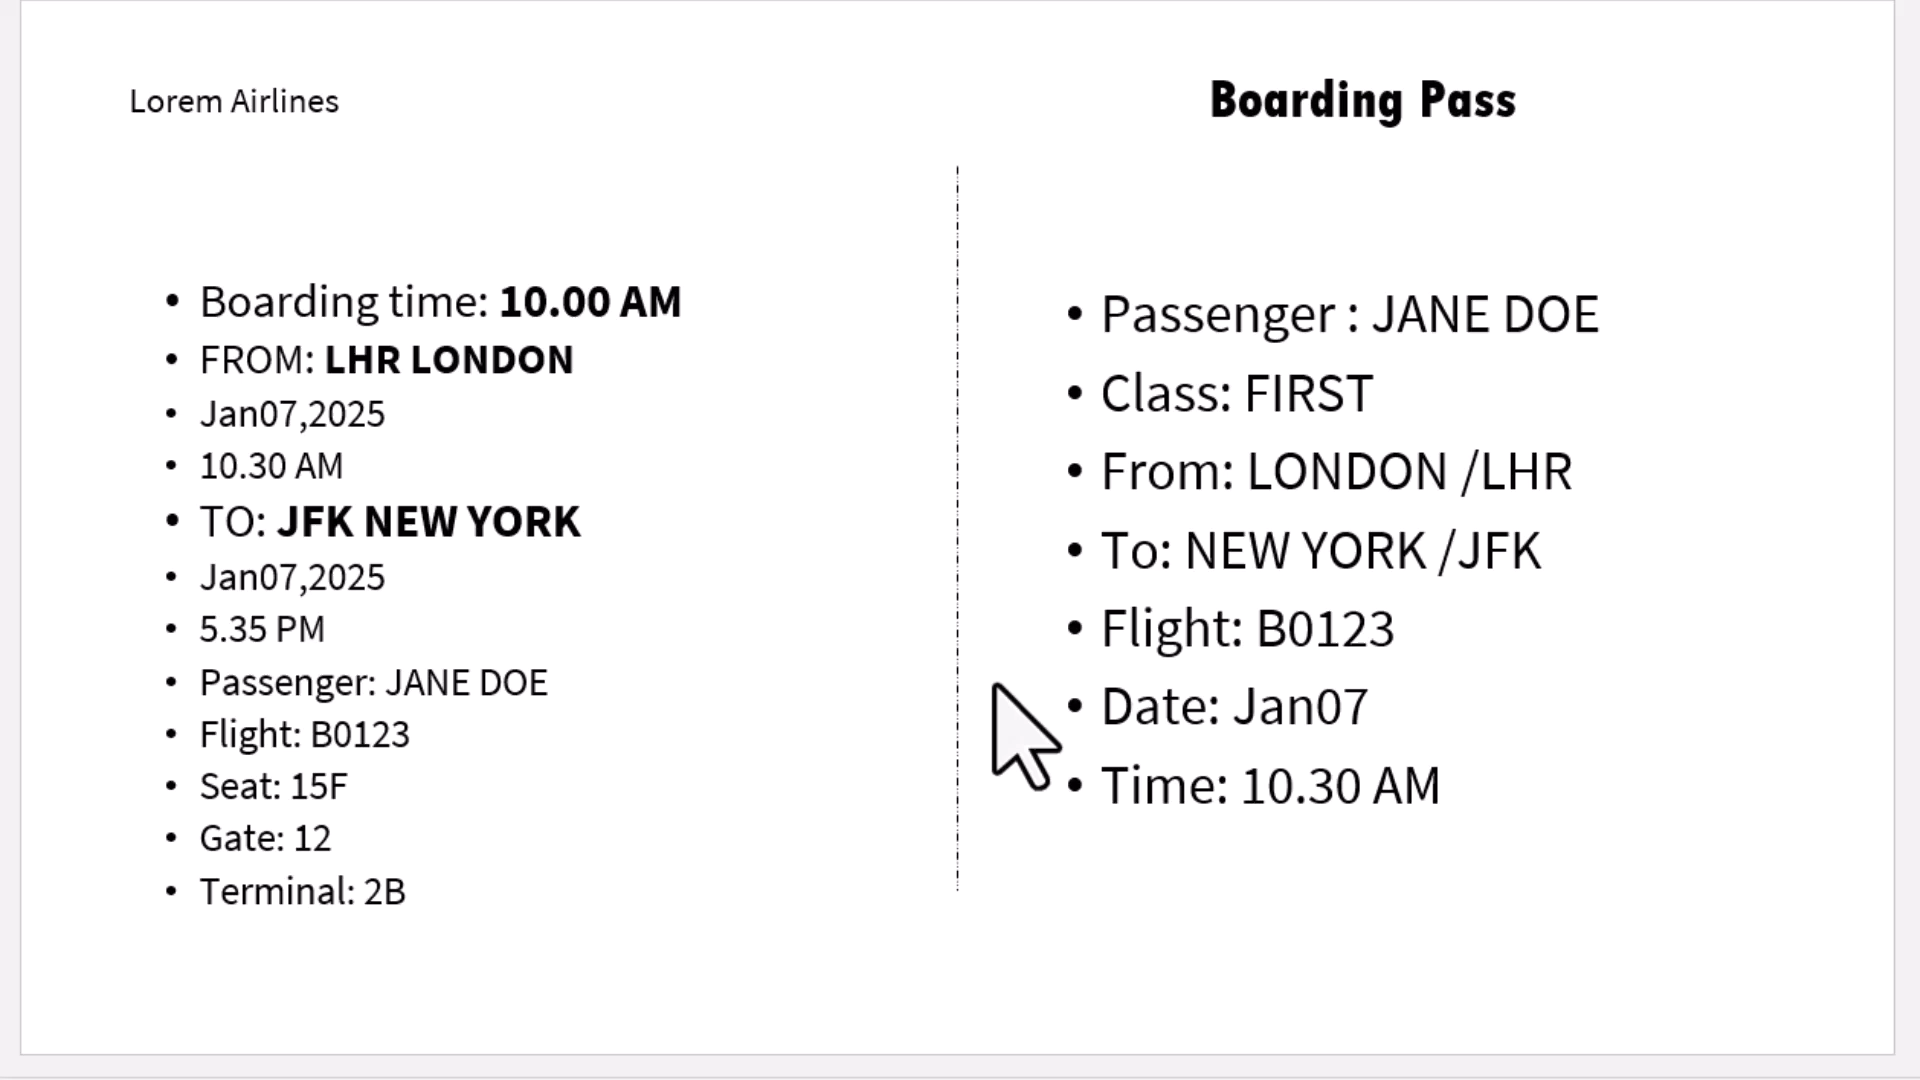 Lorem Airlines
Boarding Pass
• Boarding time: 10.00 AM
• FROM: LHR LONDON
• Jan07,2025
• 10.30 AM
• TO: JFK NEW YORK
• Jan07,2025
• 5.35 PM
• Passenger: JANE DOE
• Flight: B0123
• Seat: 15F
• Gate: 12
• Terminal: 2B
• Passenger : JANE DOE
• Class: FIRST
• From: LONDON /LHR
• To: NEW YORK /JFK
• Flight: B0123
• Date: Jan07
• Time: 10.30 AM